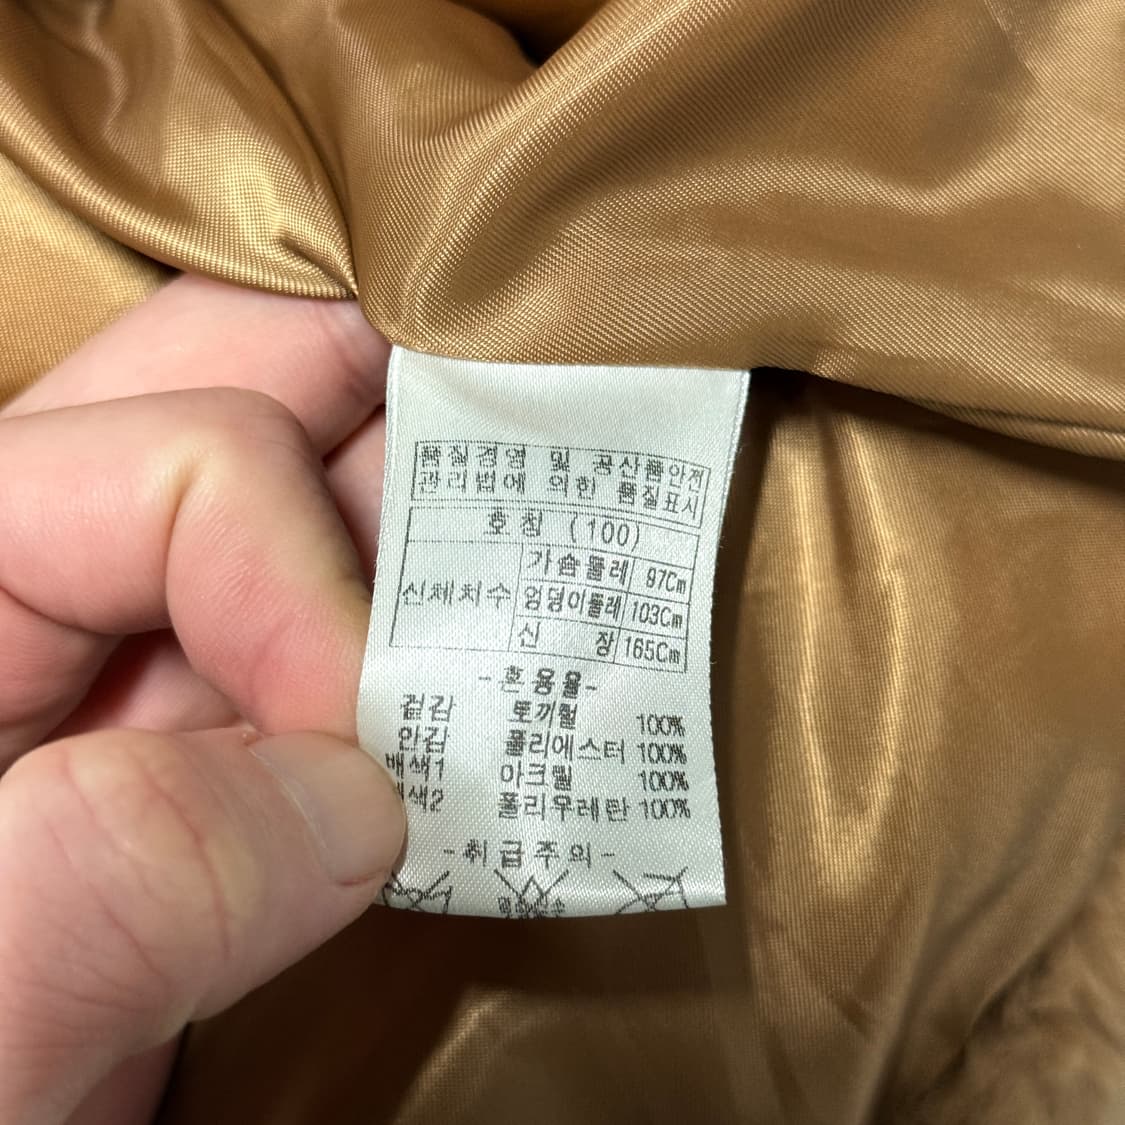 품질경영 및 공산품안전
관리법에 의한 품질표시
호칭 (100)
신체치수
가슴둘레 97Cm
엉덩이둘레 103Cm
신장 165Cm
-혼용율-
겉감 토끼털 100%
안감 폴리에스터 100%
배색1 아크릴 100%
배색2 폴리우레탄 100%
-취급주의-